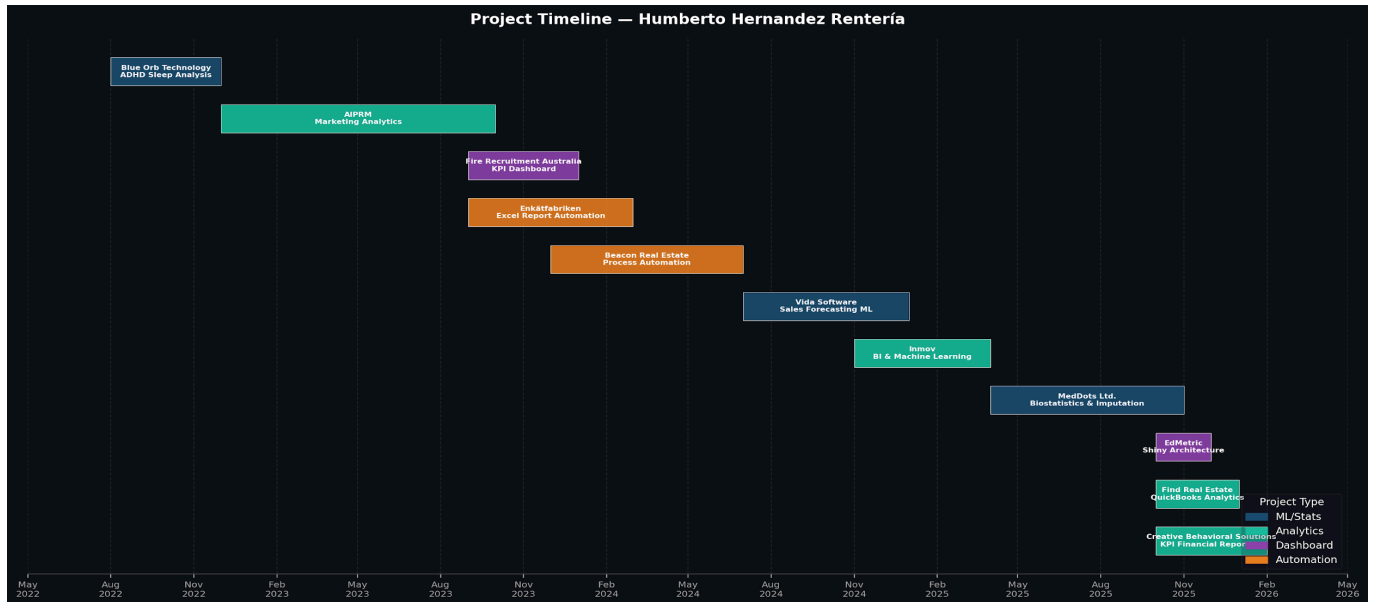 Project Timeline — Humberto Hernandez Rentería
Blue Orb Technology
ADHD Sleep Analysis
AIPRM
Marketing Analytics
Fire Recruitment Australia
KPI Dashboard
Enkätfabriken
Excel Report Automation
Beacon Real Estate
Process Automation
Vida Software
Sales Forecasting ML
Inmov
BI & Machine Learning
MedDots Ltd.
Biostatistics & Imputation
EdMetric
Shiny Architecture
Find Real Estate
QuickBooks Analytics
Creative Behavioral Solutions
KPI Financial
Project Type
ML/Stats
Analytics
Dashboard
Automation
May Aug Nov Feb May Aug Nov Feb May Aug Nov Feb May Aug Nov Feb May
2022 2022 2022 2023 2023 2023 2023 2024 2024 2024 2024 2025 2025 2025 2025 2026 2026